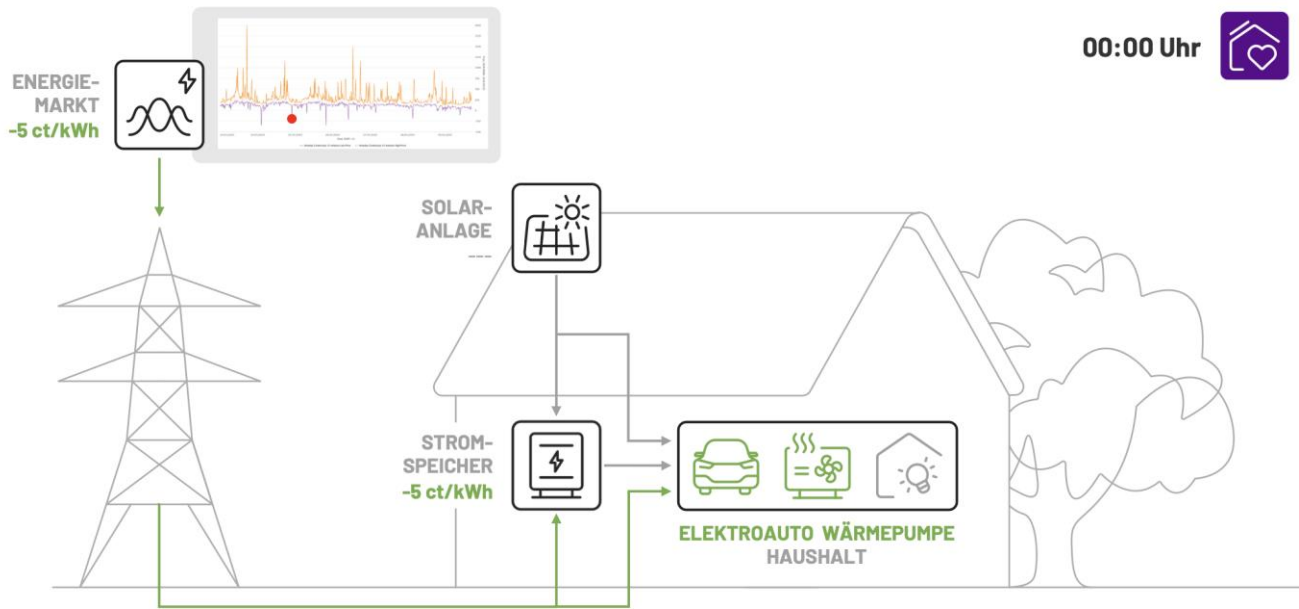 00:00 Uhr
ENERGIE-
MARKT
-5 ct/kWh
SOLAR-
ANLAGE
---
STROM-
SPEICHER
-5 ct/kWh
ELEKTROAUTO WÄRMEPUMPE
HAUSHALT